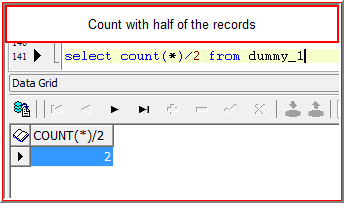 Count with half of the records
141 select count(*)/2 from dummy_1
Data Grid
COUNT(*)/2
2